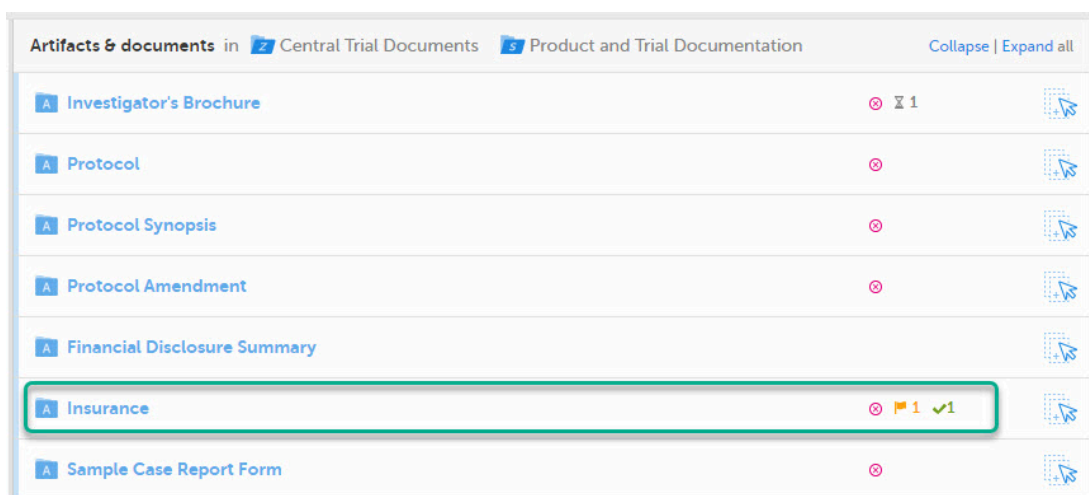 Artifacts & documents in Z Central Trial Documents S Product and Trial Documentation Collapse | Expand all
A Investigator's Brochure 1
A Protocol
A Protocol Synopsis
A Protocol Amendment
A Financial Disclosure Summary
A Insurance 1 1
A Sample Case Report Form